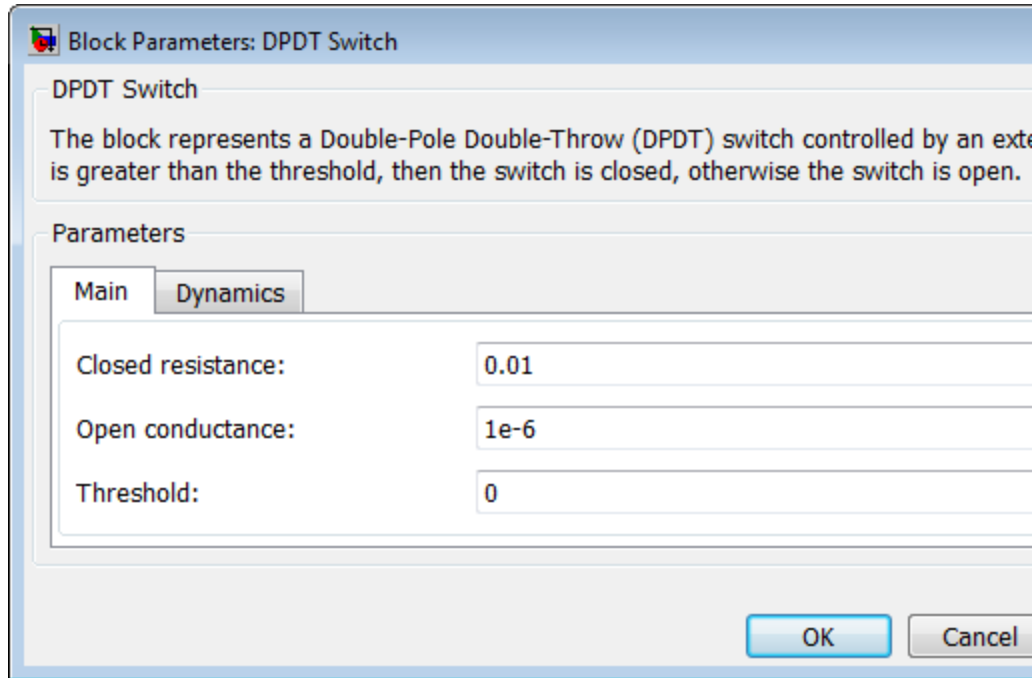 Block Parameters: DPDT Switch
DPDT Switch
The block represents a Double-Pole Double-Throw (DPDT) switch controlled by an
is greater than the threshold, then the switch is closed, otherwise the switch is open.
Parameters
Main Dynamics
Closed resistance: 0.01
Open conductance: 1e-6
Threshold: 0
OK Cancel